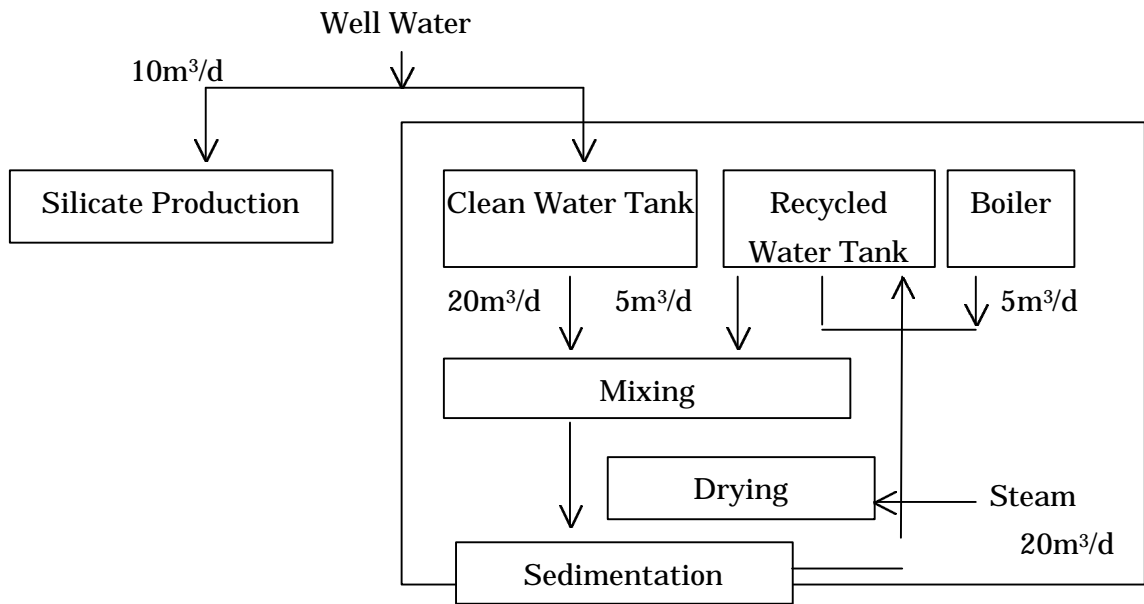 Well Water
10m³/d
Silicate Production
Clean Water Tank
Recycled
Water Tank
Boiler
20m³/d
5m³/d
5m³/d
Mixing
Drying
Steam
20m³/d
Sedimentation